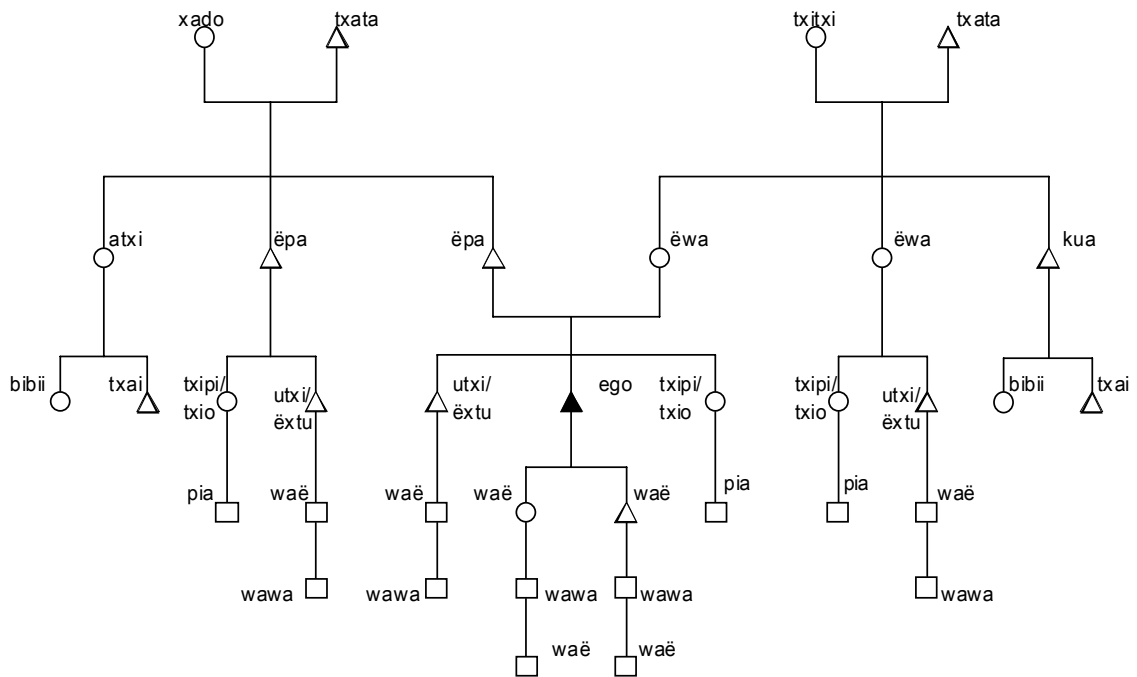 xado txata txitxi txata
atxi ëpa ëpa ëwa ëwa kua
bibii txai txipi/ utxi/ utxi/ ego txipi/ txipi/ utxi/ bibii txai
txio ëxtu ëxtu txio txio ëxtu
pia waë waë waë waë pia pia waë
wawa wawa wawa wawa wawa
waë waë